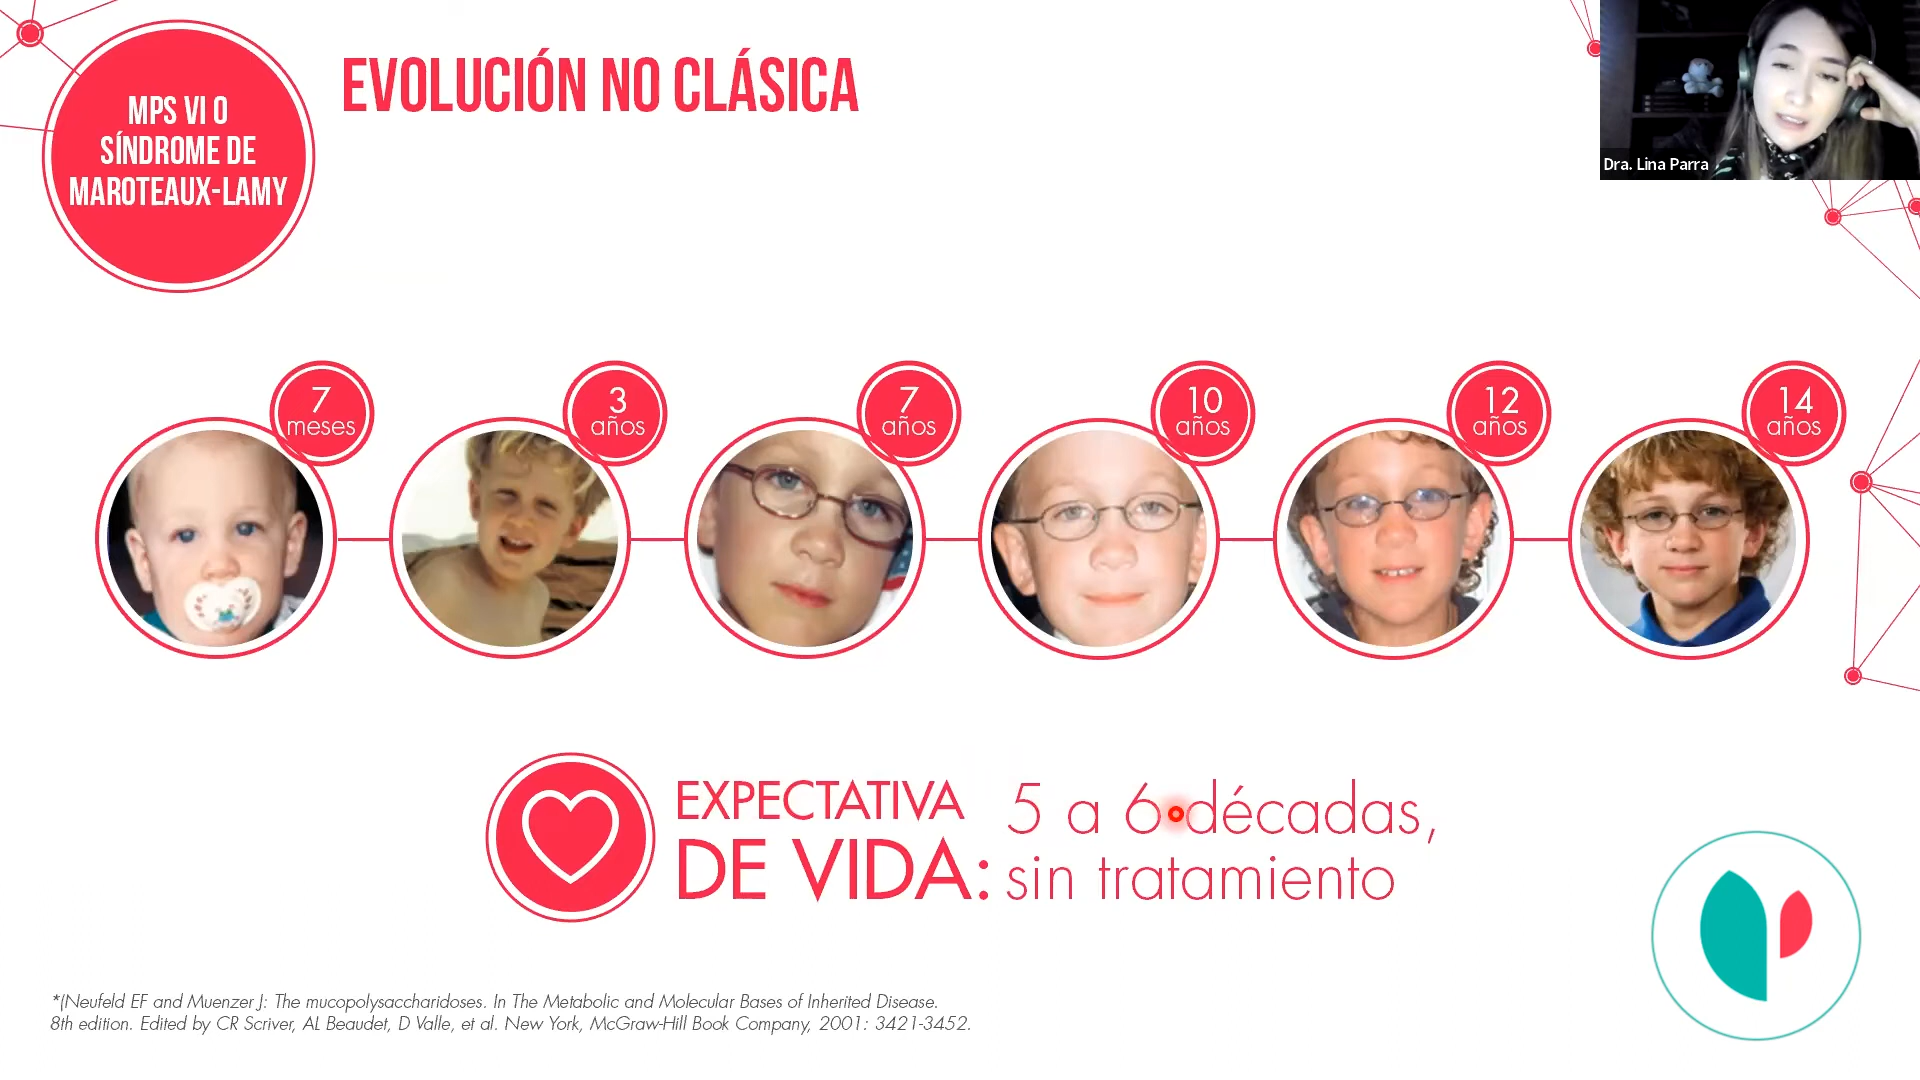 MPS VI O
SÍNDROME DE
MAROTEAUX-LAMY
EVOLUCIÓN NO CLÁSICA
Dra. Lina Parra
7
meses
3
años
7
años
10
años
12
años
14
años
EXPECTATIVA
DE VIDA:
5 a 6 décadas,
sin tratamiento
*(Neufeld EF and Muenzer J: The mucopolysaccharidoses. In The Metabolic and Molecular Bases of Inherited Disease.
8th edition. Edited by CR Scriver, AL Beaudet, D Valle, et al. New York, McGraw-Hill Book Company, 2001: 3421-3452.